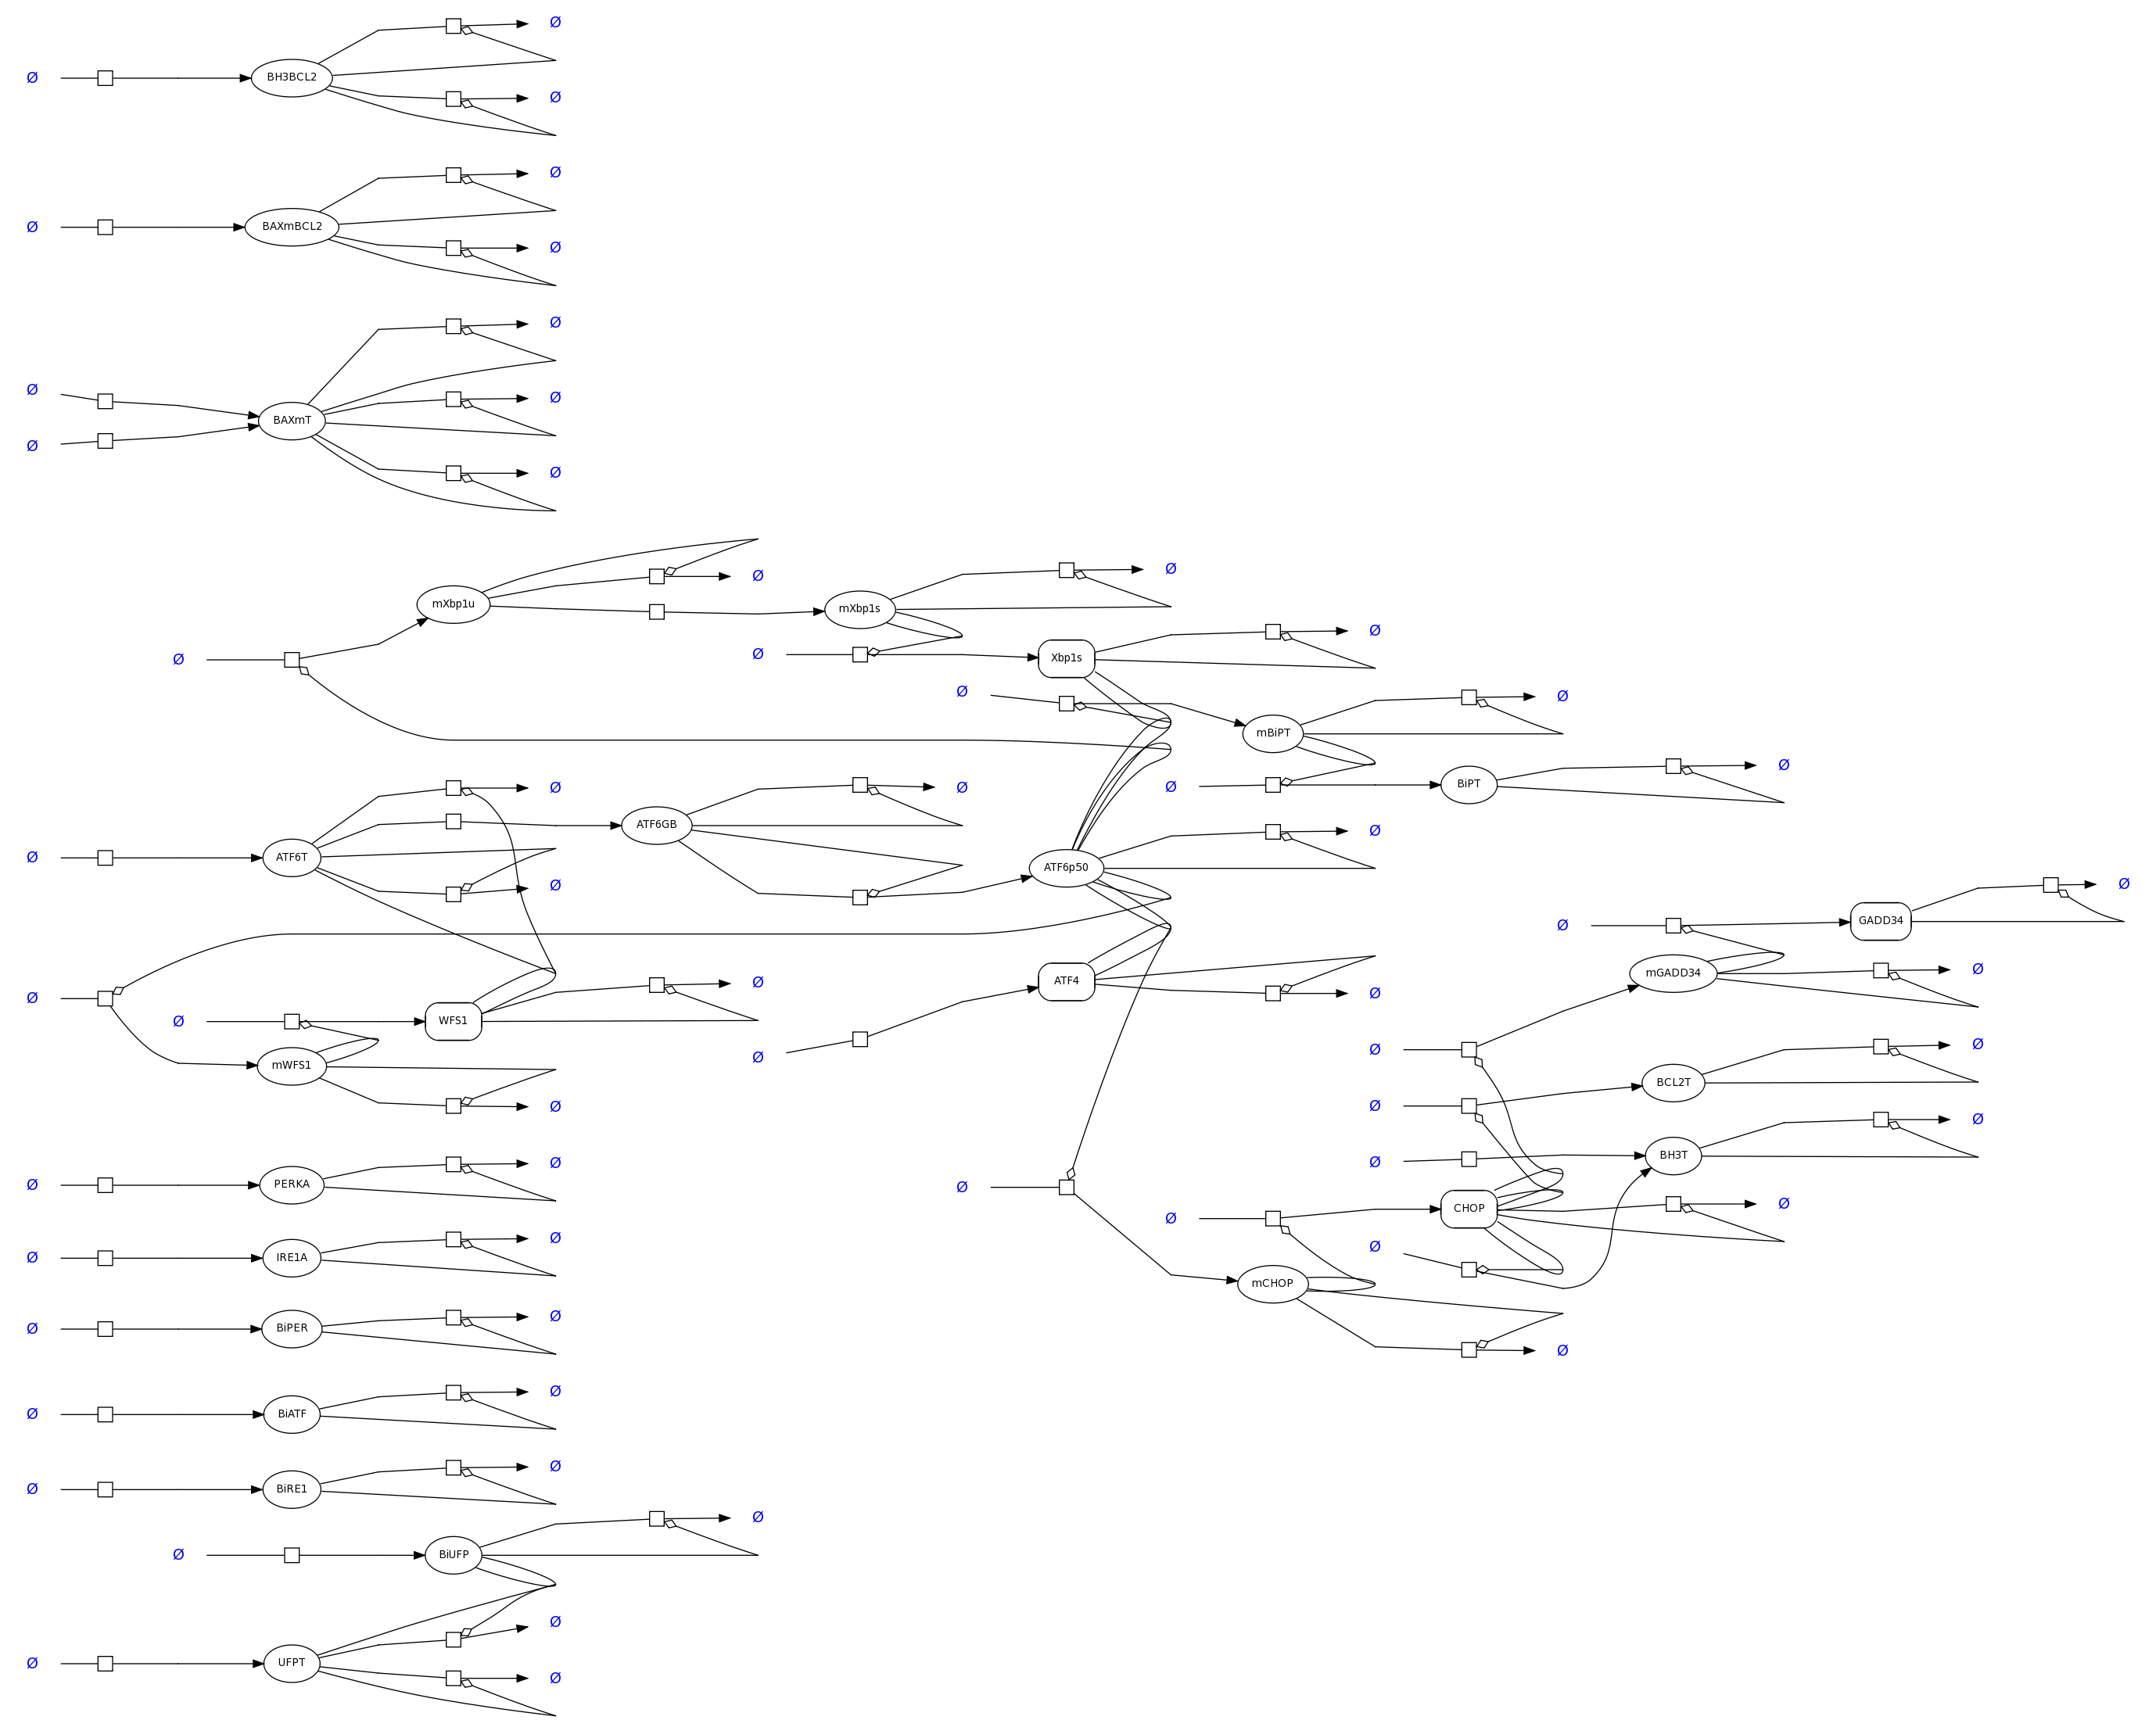 Ø
Ø BH3BCL2
Ø
Ø
Ø BAXmBCL2
Ø
Ø
Ø
Ø BAXmT Ø
Ø
Ø
mXbp1u Ø
mXbp1s Ø
Ø
Ø
Ø Xbp1s
Ø
Ø
mBiPT
Ø
Ø
BiPT
Ø
Ø
Ø
Ø
ATF6GB
Ø ATF6T
ATF6p50
Ø
Ø
Ø
Ø
GADD34
mGADD34 Ø
ATF4
Ø
Ø
WFS1
Ø
Ø
Ø
mWFS1
Ø
Ø
Ø
BCL2T
Ø
Ø
Ø
BH3T
Ø
Ø
Ø PERKA
Ø
Ø
CHOP
Ø
Ø
Ø
Ø
Ø IRE1A
mCHOP
Ø
Ø BiPER
Ø
Ø
Ø BiATF
Ø
Ø BiRE1
Ø
Ø BiUFP
Ø
Ø UFPT
Ø